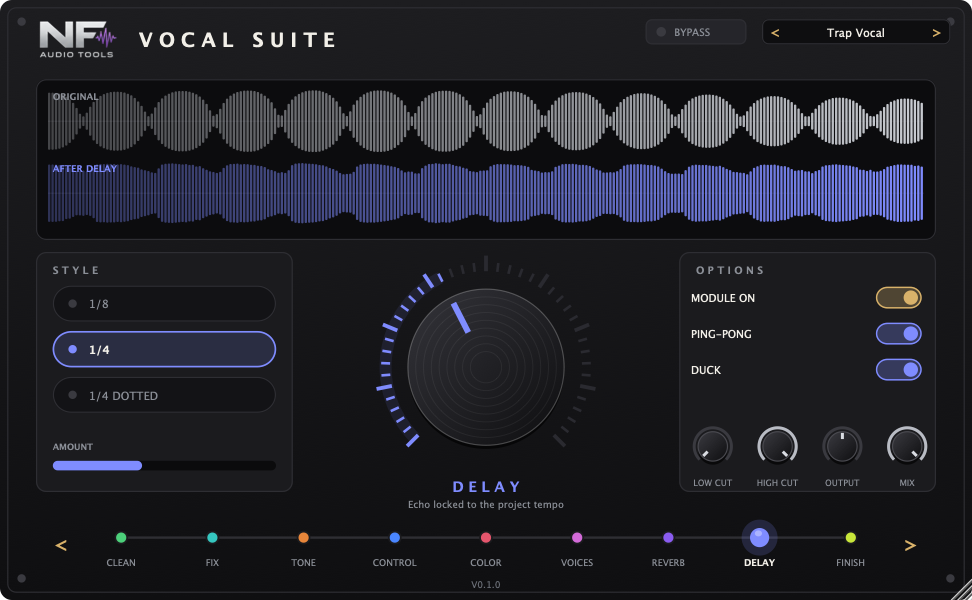 NF
AUDIO TOOLS
VOCAL SUITE
BYPASS
< Trap Vocal >
ORIGINAL
AFTER DELAY
STYLE
1/8
1/4
1/4 DOTTED
AMOUNT
DELAY
Echo locked to the project tempo
OPTIONS
MODULE ON
PING-PONG
DUCK
LOW CUT HIGH CUT OUTPUT MIX
< >
CLEAN FIX TONE CONTROL COLOR VOICES REVERB DELAY FINISH
V0.1.0